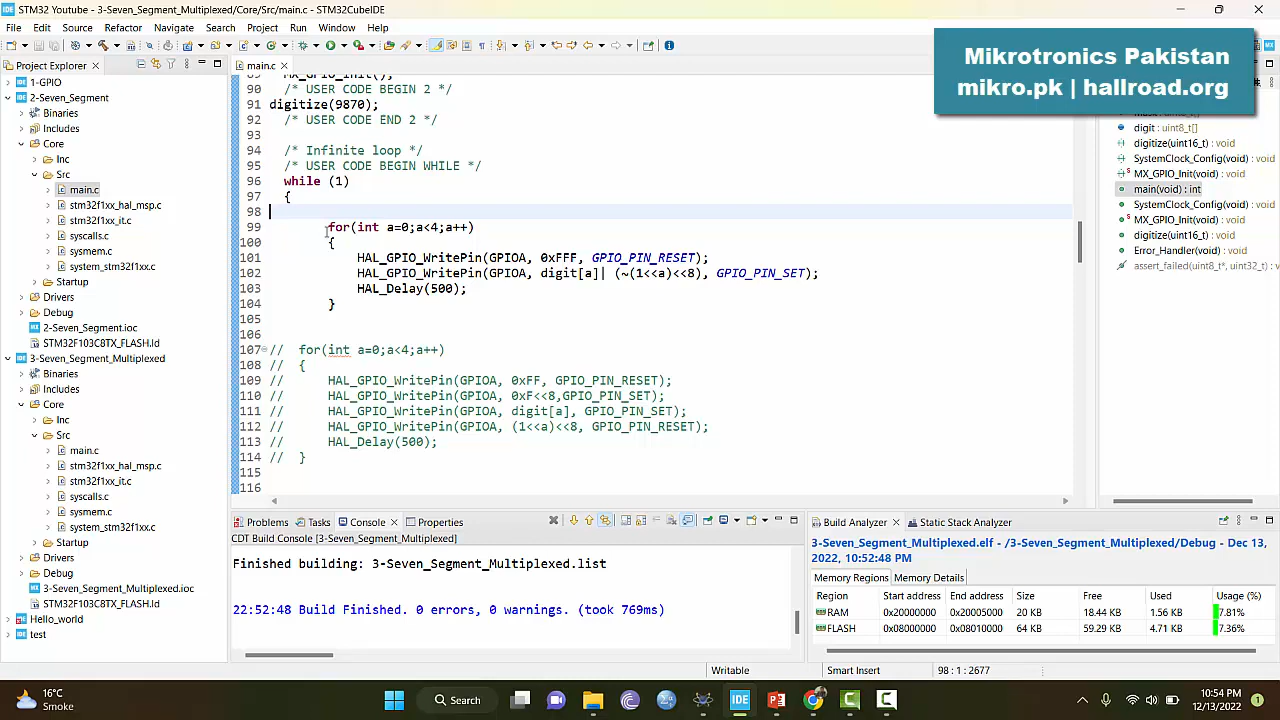 STM32 Youtube - 3-Seven_Segment_Multiplexed/Core/Src/main.c - STM32CubeIDE
File Edit Source Refactor Navigate Search Project Run Window Help
Mikrotronics Pakistan
mikro.pk | hallroad.org
Project Explorer
1-GPIO
2-Seven_Segment
Binaries
Includes
Core
Inc
Src
main.c
stm32f1xx_hal_msp.c
stm32f1xx_it.c
syscalls.c
sysmem.c
system_stm32f1xx.c
Startup
Drivers
Debug
2-Seven_Segment.ioc
STM32F103C8TX_FLASH.ld
3-Seven_Segment_Multiplexed
Binaries
Includes
Core
Inc
Src
main.c
stm32f1xx_hal_msp.c
stm32f1xx_it.c
syscalls.c
sysmem.c
system_stm32f1xx.c
Startup
Drivers
Debug
3-Seven_Segment_Multiplexed.ioc
STM32F103C8TX_FLASH.ld
Hello_world
test
main.c
89 MX_GPIO_Init();
90 /* USER CODE BEGIN 2 */
91 digitize(9870);
92 /* USER CODE END 2 */
93
94 /* Infinite loop */
95 /* USER CODE BEGIN WHILE */
96 while (1)
97 {
98
99 for(int a=0;a<4;a++)
100 {
101 HAL_GPIO_WritePin(GPIOA, 0xFFF, GPIO_PIN_RESET);
102 HAL_GPIO_WritePin(GPIOA, digit[a]| (~(1<<a)<<8), GPIO_PIN_SET);
103 HAL_Delay(500);
104 }
105
106
107 // for(int a=0;a<4;a++)
108 // {
109 // HAL_GPIO_WritePin(GPIOA, 0xFF, GPIO_PIN_RESET);
110 // HAL_GPIO_WritePin(GPIOA, 0xF<<8,GPIO_PIN_SET);
111 // HAL_GPIO_WritePin(GPIOA, digit[a], GPIO_PIN_SET);
112 // HAL_GPIO_WritePin(GPIOA, (1<<a)<<8, GPIO_PIN_RESET);
113 // HAL_Delay(500);
114 // }
115
116
digit : uint8_t[]
digitize(uint16_t) : void
SystemClock_Config(void) : void
MX_GPIO_Init(void) : void
main(void) : int
SystemClock_Config(void) : void
MX_GPIO_Init(void) : void
digitize(uint16_t) : void
Error_Handler(void) : void
assert_failed(uint8_t*, uint32_t) : void
Problems Tasks Console Properties
CDT Build Console [3-Seven_Segment_Multiplexed]
Finished building: 3-Seven_Segment_Multiplexed.list
22:52:48 Build Finished. 0 errors, 0 warnings. (took 769ms)
Build Analyzer Static Stack Analyzer
3-Seven_Segment_Multiplexed.elf - /3-Seven_Segment_Multiplexed/Debug - Dec 13,
2022, 10:52:48 PM
Memory Regions Memory Details
Region Start address End address Size Free Used Usage (%)
RAM 0x20000000 0x20005000 20 KB 18.44 KB 1.56 KB 7.81%
FLASH 0x08000000 0x08010000 64 KB 59.29 KB 4.71 KB 7.36%
Writable Smart Insert 98 : 1 : 2677
16°C
Smoke
Search
10:54 PM
12/13/2022